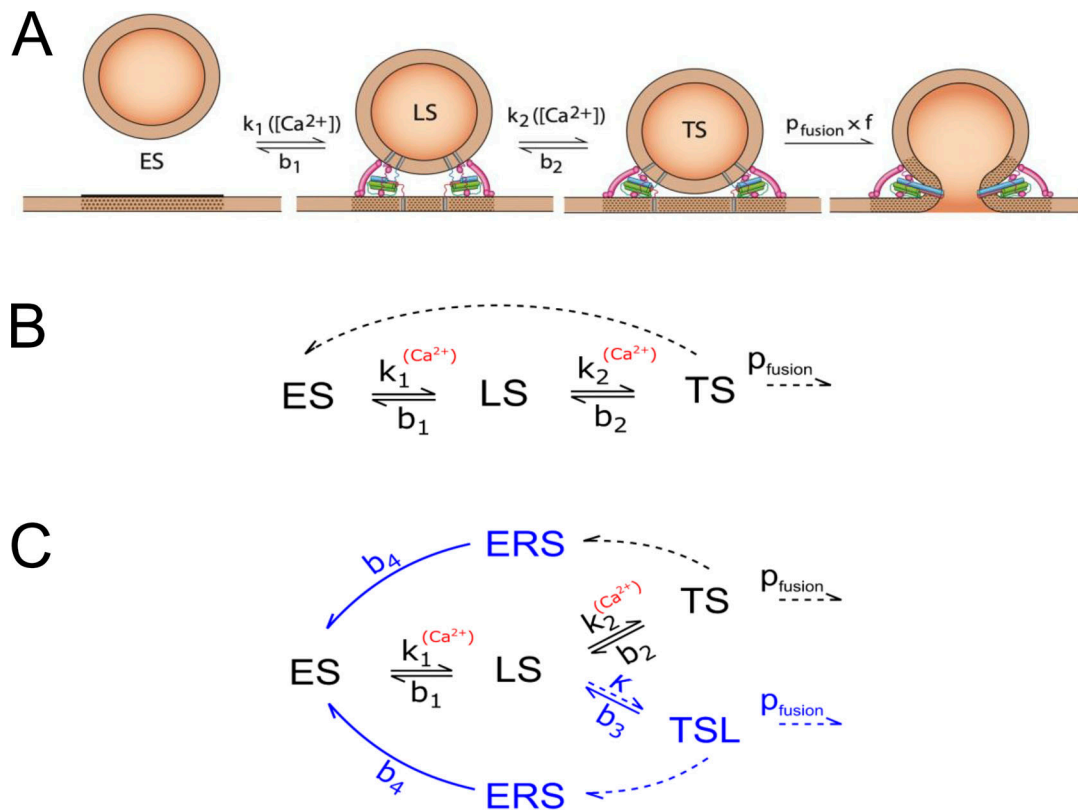 A
ES
k1([Ca2+])
b1
LS
k2([Ca2+])
b2
TS
pfusion × f
B
ES
k1(Ca2+)
b1
LS
k2(Ca2+)
b2
TS
pfusion
C
ERS
b4
ES
k1(Ca2+)
b1
LS
k2(Ca2+)
b2
TS
pfusion
κ
b3
TSL
pfusion
b4
ERS